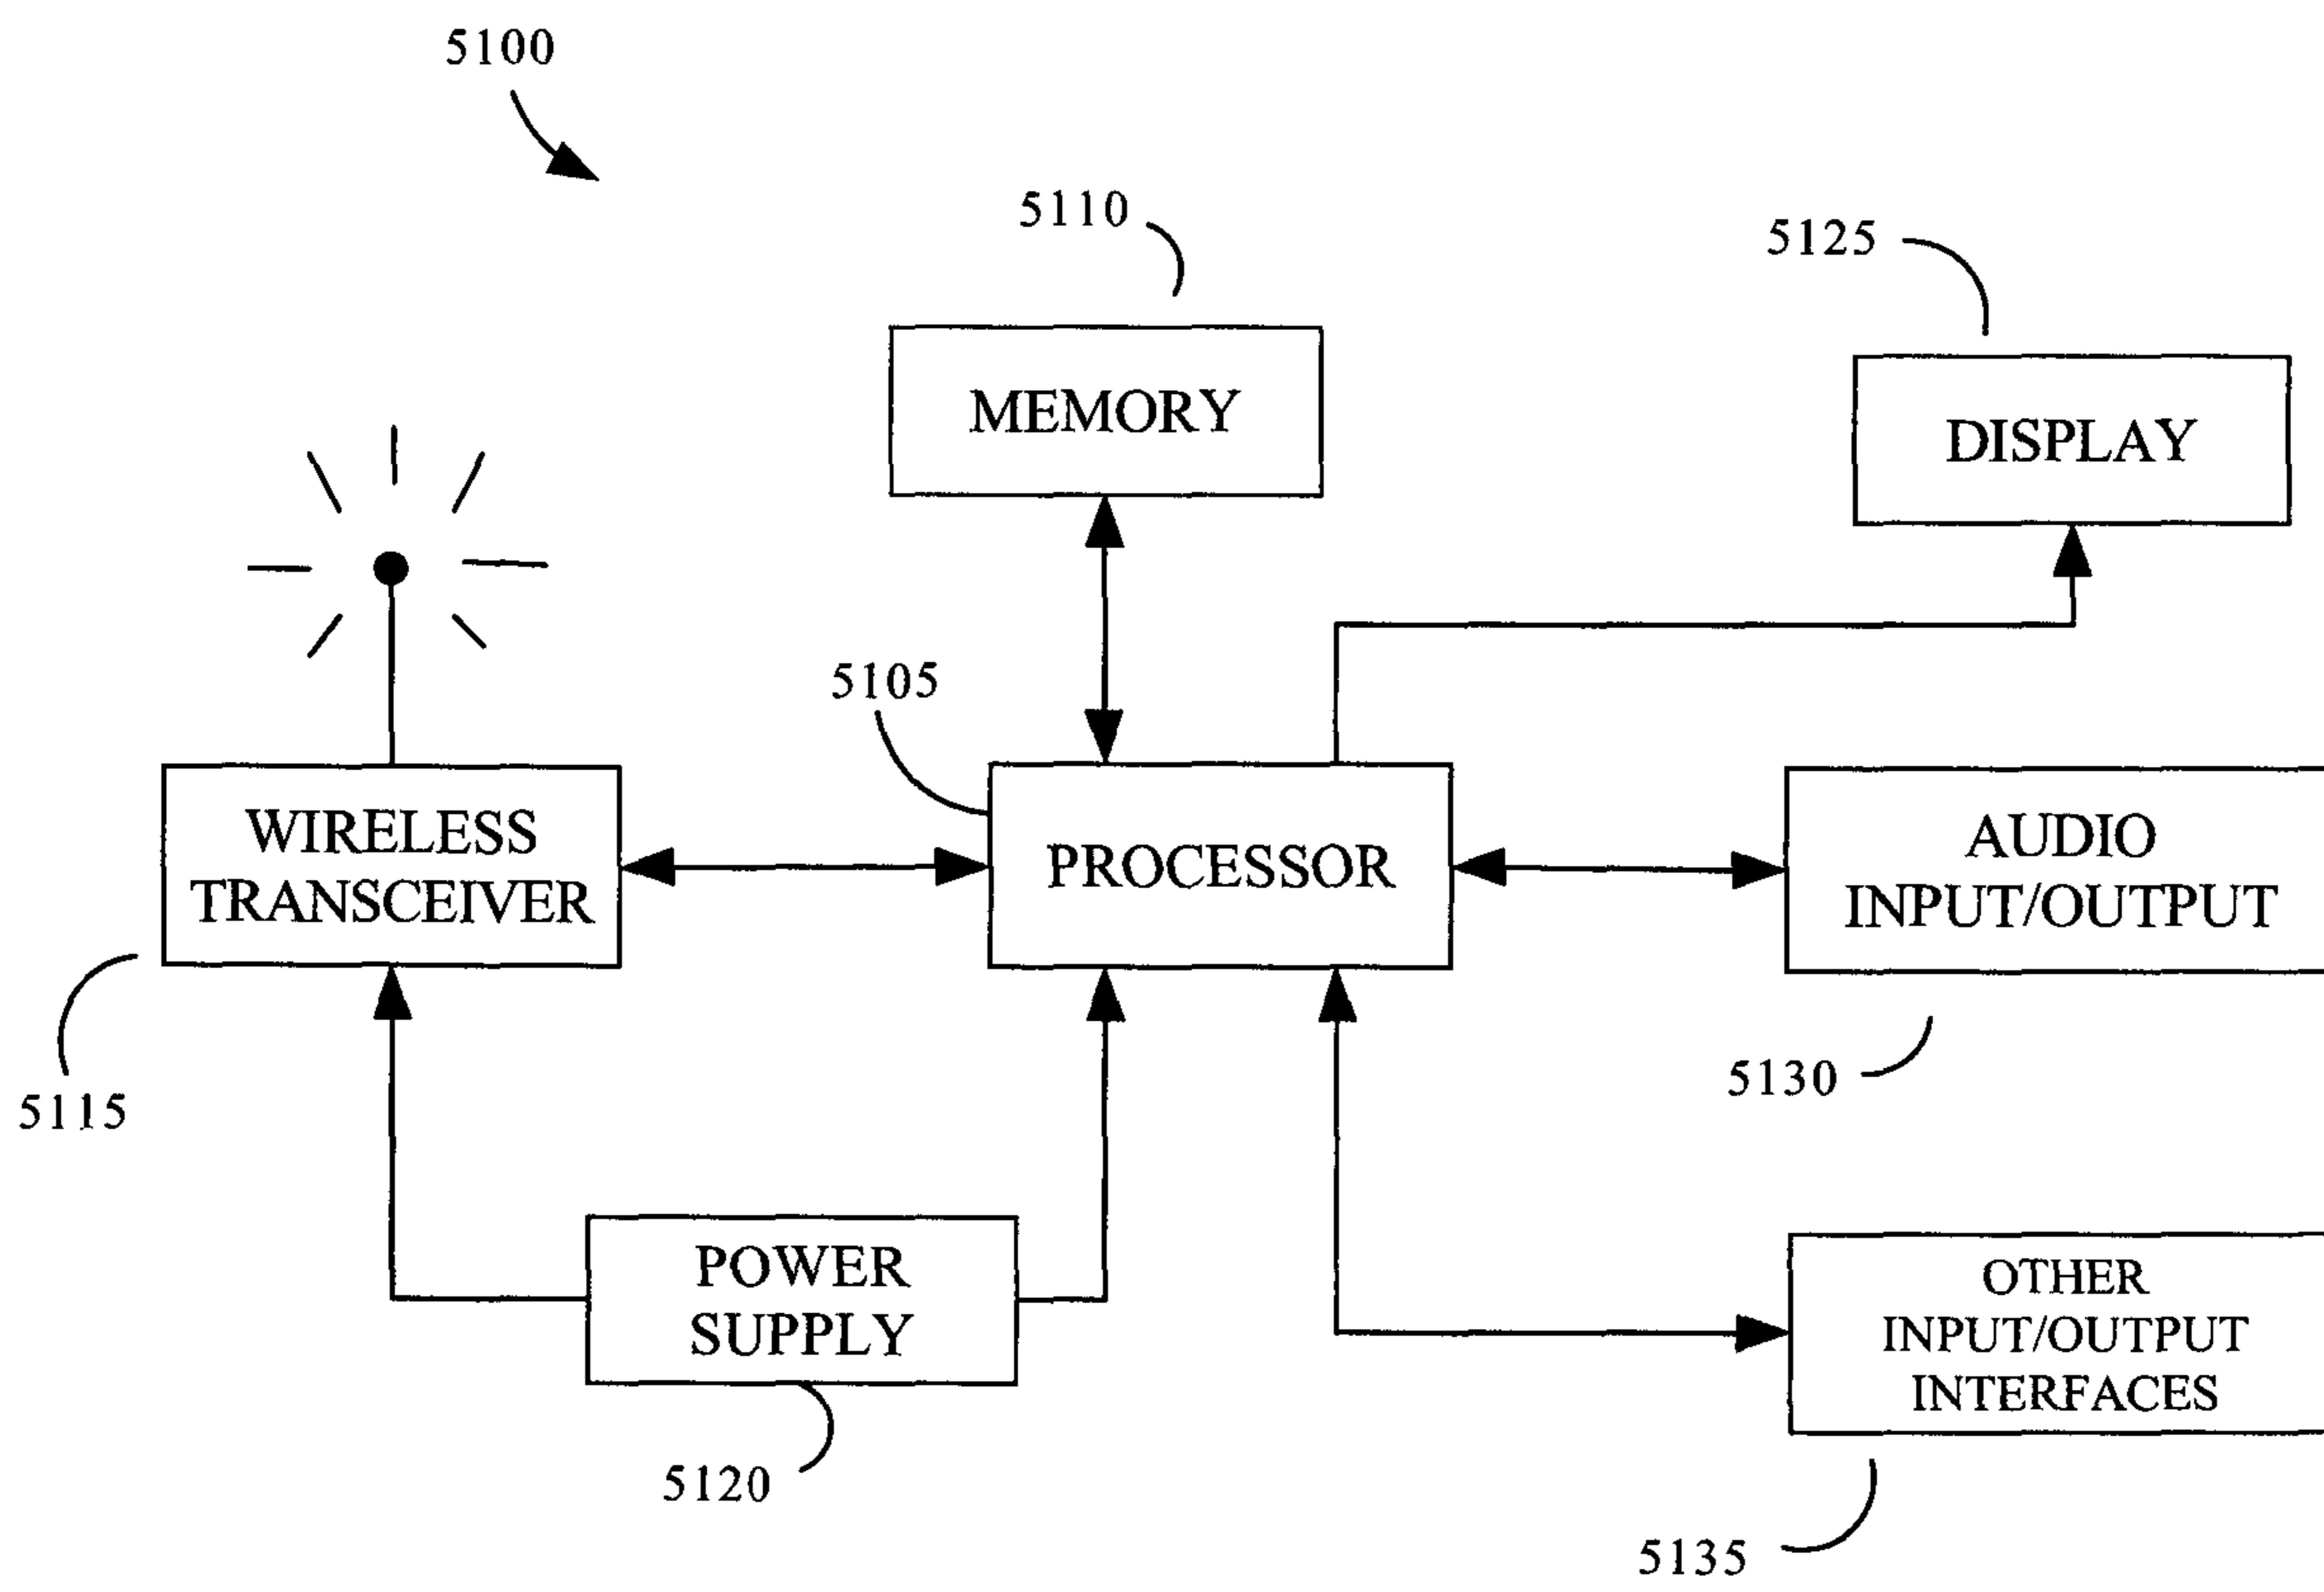 5100
5110
5125
MEMORY
DISPLAY
5105
WIRELESS
TRANSCEIVER
PROCESSOR
AUDIO
INPUT/OUTPUT
5115
5130
POWER
SUPPLY
OTHER
INPUT/OUTPUT
INTERFACES
5120
5135